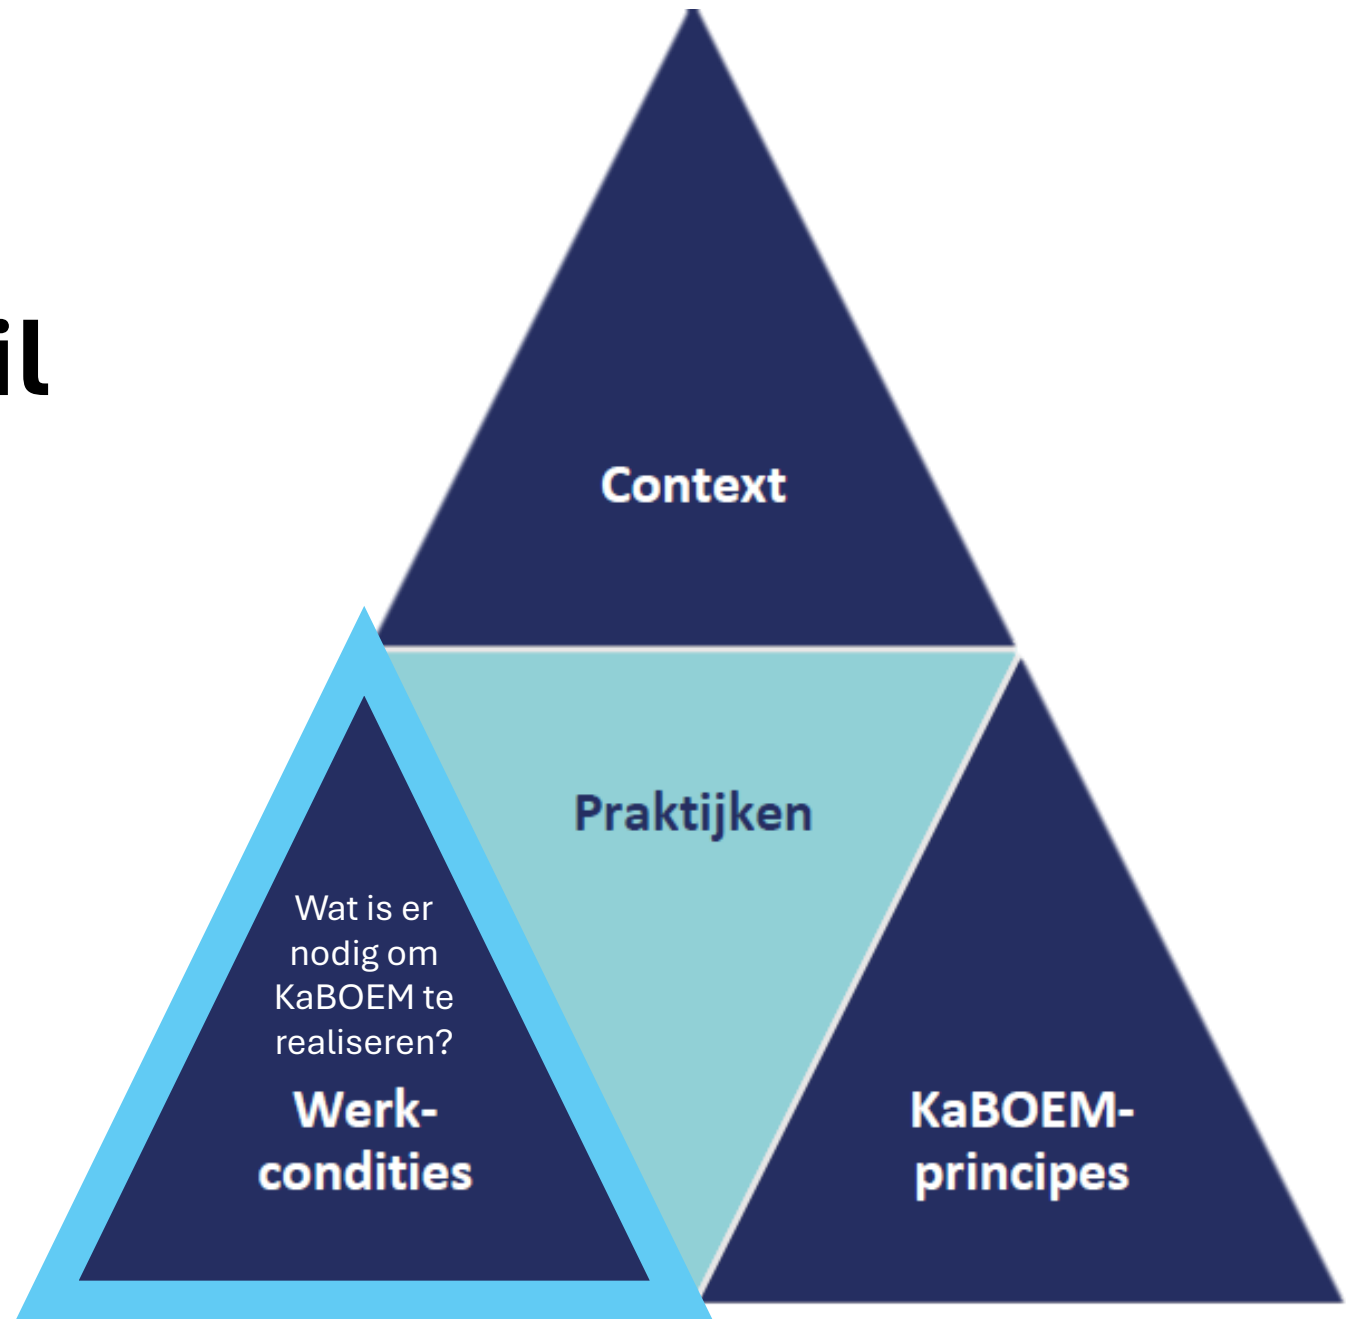 il
Context
Praktijken
Wat is er
nodig om
KaBOEM te
realiseren?
Werk-
condities
KaBOEM-
principes